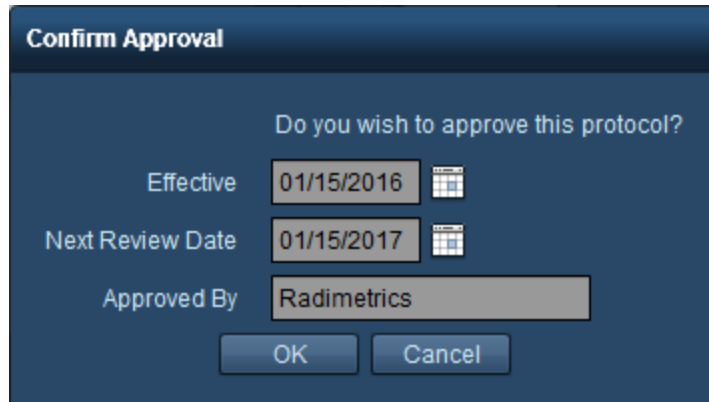 Confirm Approval
Do you wish to approve this protocol?
Effective 01/15/2016
Next Review Date 01/15/2017
Approved By Radimetrics
OK Cancel